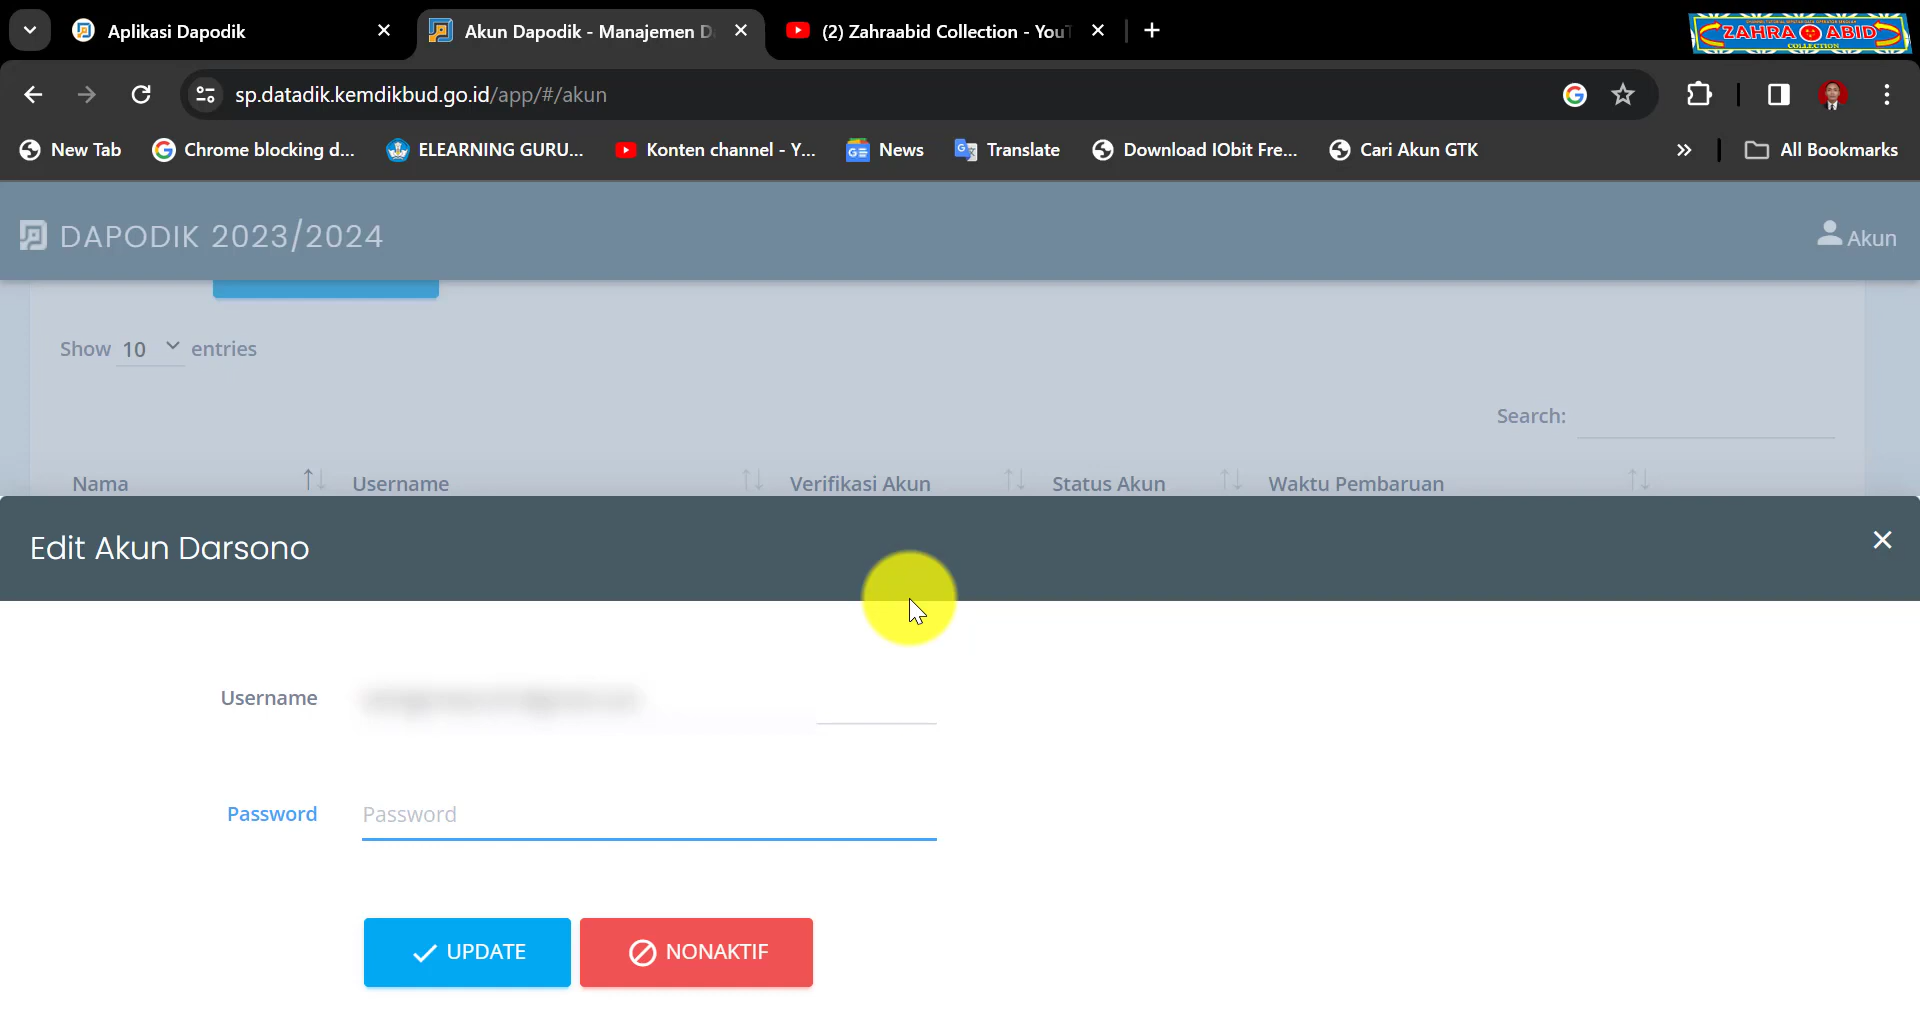 Aplikasi Dapodik
Akun Dapodik - Manajemen D
(2) Zahraabid Collection - YouT
ZAHRA ABID
COLLECTION
sp.datadik.kemdikbud.go.id/app/#/akun
New Tab
Chrome blocking d...
ELEARNING GURU...
Konten channel - Y...
News
Translate
Download IObit Fre...
Cari Akun GTK
»
All Bookmarks
DAPODIK 2023/2024
Akun
Show 10 entries
Search:
Nama
Username
Verifikasi Akun
Status Akun
Waktu Pembaruan
Edit Akun Darsono
Username
Password
Password
UPDATE
NONAKTIF